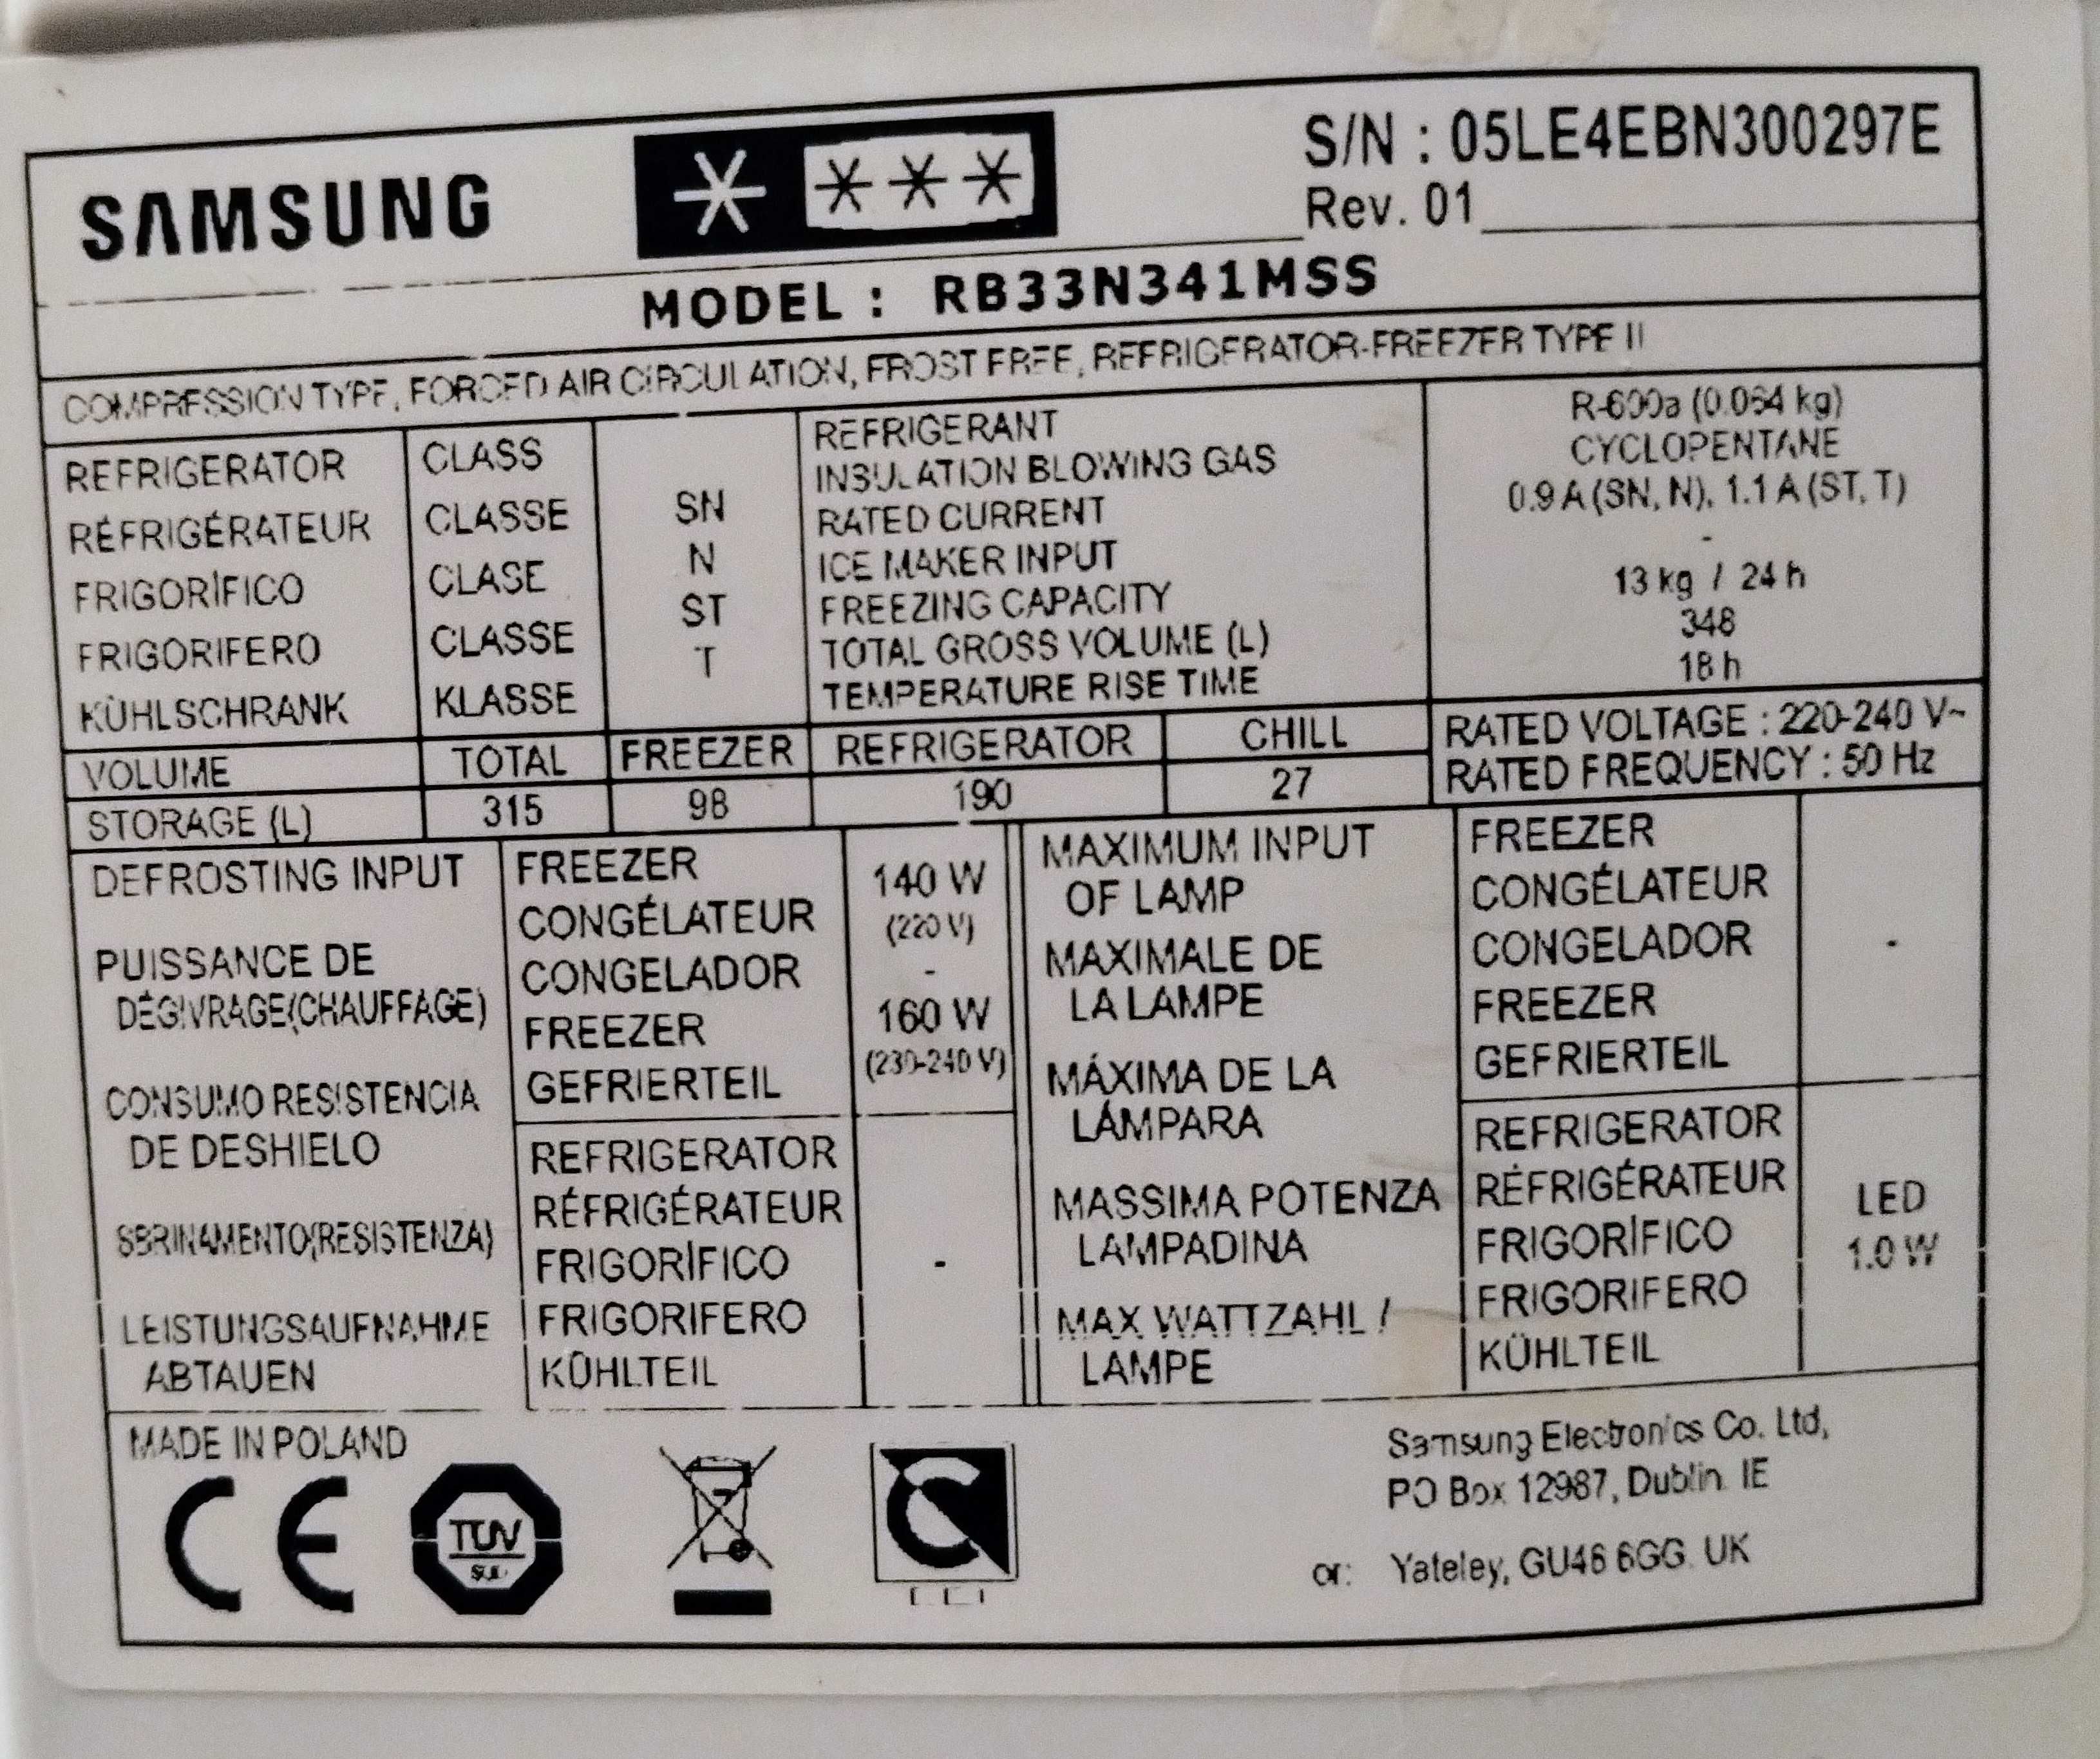 SAMSUNG
S/N : 05LE4EBN300297E
Rev. 01
MODEL : RB33N341MSS
COMPRESSION TYPE, FORCED AIR CIRCULATION, FROST FREE, REFRIGERATOR-FREEZER TYPE II
REFRIGERATOR CLASS
RÉFRIGÉRATEUR CLASSE
FRIGORÍFICO CLASE
FRIGORIFERO CLASSE
KÜHLSCHRANK KLASSE
SN
N
ST
T
REFRIGERANT R-600a (0.064 kg)
INSULATION BLOWING GAS CYCLOPENTANE
RATED CURRENT 0.9 A (SN, N), 1.1 A (ST, T)
ICE MAKER INPUT -
FREEZING CAPACITY 13 kg / 24 h
TOTAL GROSS VOLUME (L) 348
TEMPERATURE RISE TIME 18 h
VOLUME TOTAL FREEZER REFRIGERATOR CHILL
STORAGE (L) 315 98 190 27
RATED VOLTAGE : 220-240 V~
RATED FREQUENCY : 50 Hz
DEFROSTING INPUT
PUISSANCE DE
DÉGIVRAGE(CHAUFFAGE)
CONSUMO RESISTENCIA
DE DESHIELO
SBRINAMENTO(RESISTENZA)
LEISTUNGSAUFNAHME
ABTAUEN
FREEZER
CONGÉLATEUR
CONGELADOR
FREEZER
GEFRIERTEIL
140 W
(220 V)
-
160 W
(230-240 V)
REFRIGERATOR
RÉFRIGÉRATEUR
FRIGORÍFICO
FRIGORIFERO
KÜHLTEIL
-
MAXIMUM INPUT
OF LAMP
MAXIMALE DE
LA LAMPE
MÁXIMA DE LA
LÁMPARA
MASSIMA POTENZA
LAMPADINA
MAX WATTZAHL /
LAMPE
FREEZER
CONGÉLATEUR
CONGELADOR
FREEZER
GEFRIERTEIL
-
REFRIGERATOR
RÉFRIGÉRATEUR
FRIGORÍFICO
FRIGORIFERO
KÜHLTEIL
LED
1.0 W
MADE IN POLAND
CE
TÜV
SÜD
Samsung Electronics Co. Ltd,
PO Box 12987, Dublin. IE
or: Yateley, GU46 6GG. UK